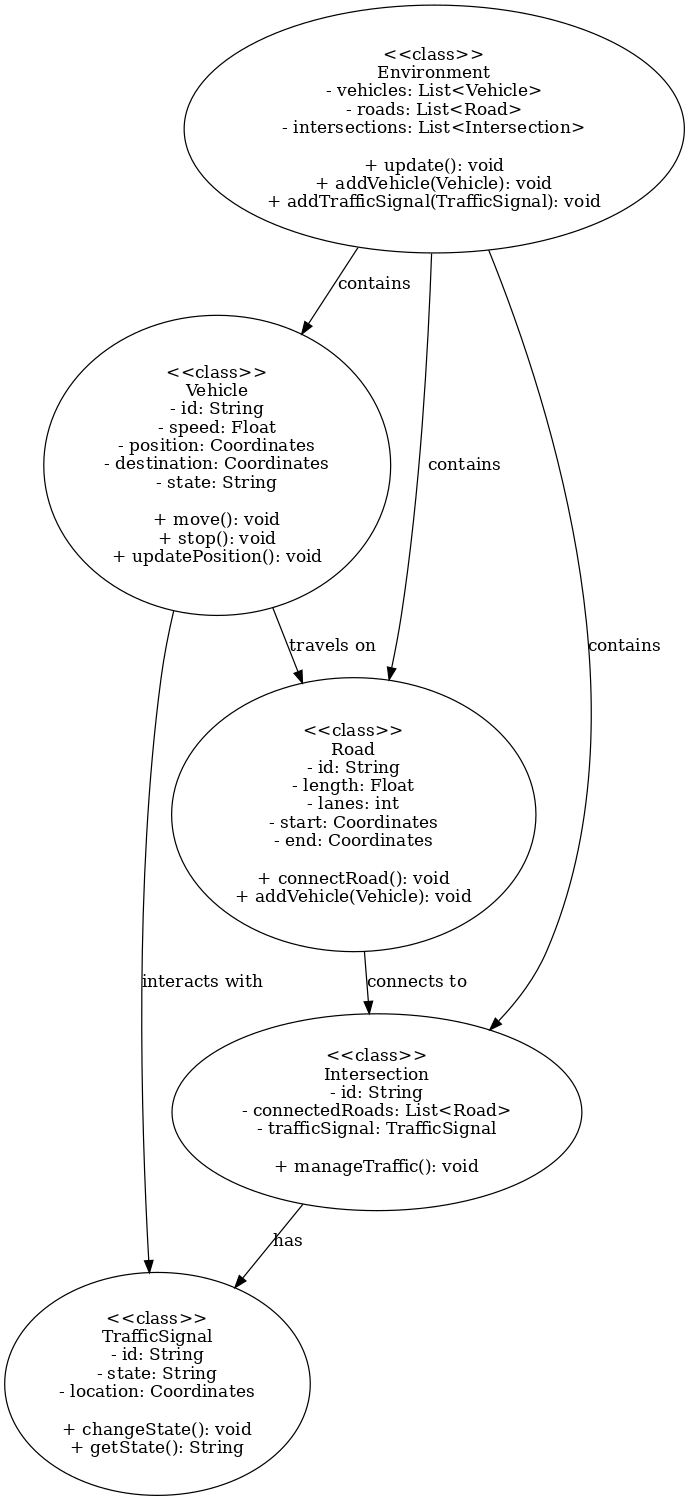 <<class>>
Environment
- vehicles: List<Vehicle>
- roads: List<Road>
- intersections: List<Intersection>
+ update(): void
+ addVehicle(Vehicle): void
+ addTrafficSignal(TrafficSignal): void
contains
<<class>>
Vehicle
- id: String
- speed: Float
- position: Coordinates
- destination: Coordinates
- state: String
+ move(): void
+ stop(): void
+ updatePosition(): void
contains
travels on
contains
<<class>>
Road
- id: String
- length: Float
- lanes: int
- start: Coordinates
- end: Coordinates
+ connectRoad(): void
+ addVehicle(Vehicle): void
interacts with
connects to
<<class>>
Intersection
- id: String
- connectedRoads: List<Road>
- trafficSignal: TrafficSignal
+ manageTraffic(): void
has
<<class>>
TrafficSignal
- id: String
- state: String
- location: Coordinates
+ changeState(): void
+ getState(): String